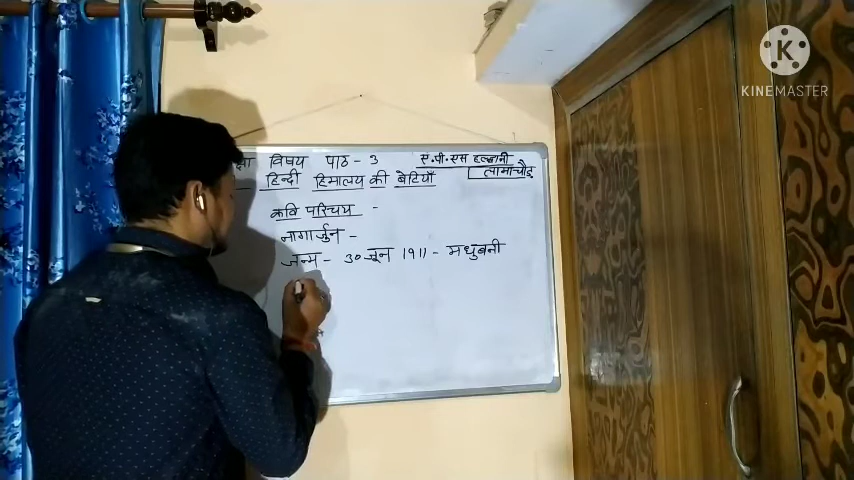 विषय पाठ - 3 ए.पी.एस हल्द्वानी
हिन्दी हिमालय की बेटियाँ लामाचौड़
कवि परिचय -
नागार्जुन -
जन्म - 30 जून 1911 - मधुबनी
K
KINEMASTER